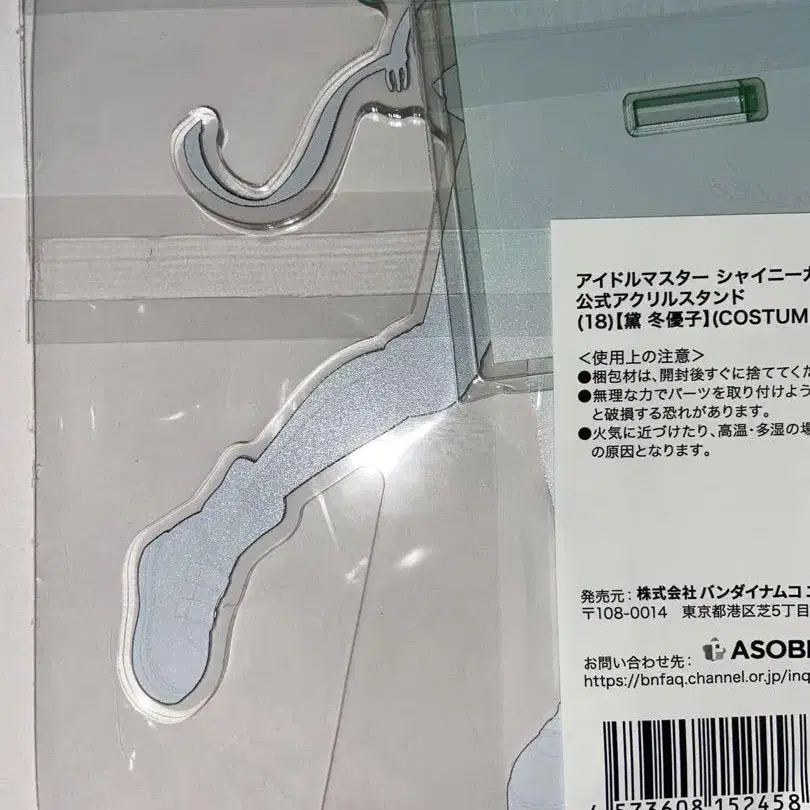 アイドルマスター シャイニーカ
公式アクリルスタンド
(18)【黛 冬優子】(COSTUM
＜使用上の注意＞
●梱包材は、開封後すぐに捨ててくだ
●無理な力でパーツを取り付けよう
と破損する恐れがあります。
●火気に近づけたり、高温・多湿の場
の原因となります。
発売元：株式会社 バンダイナムコ エ
〒108-0014 東京都港区芝5丁目
お問い合わせ先： ASOBI
https://bnfaq.channel.or.jp/inq
4 573608 152458